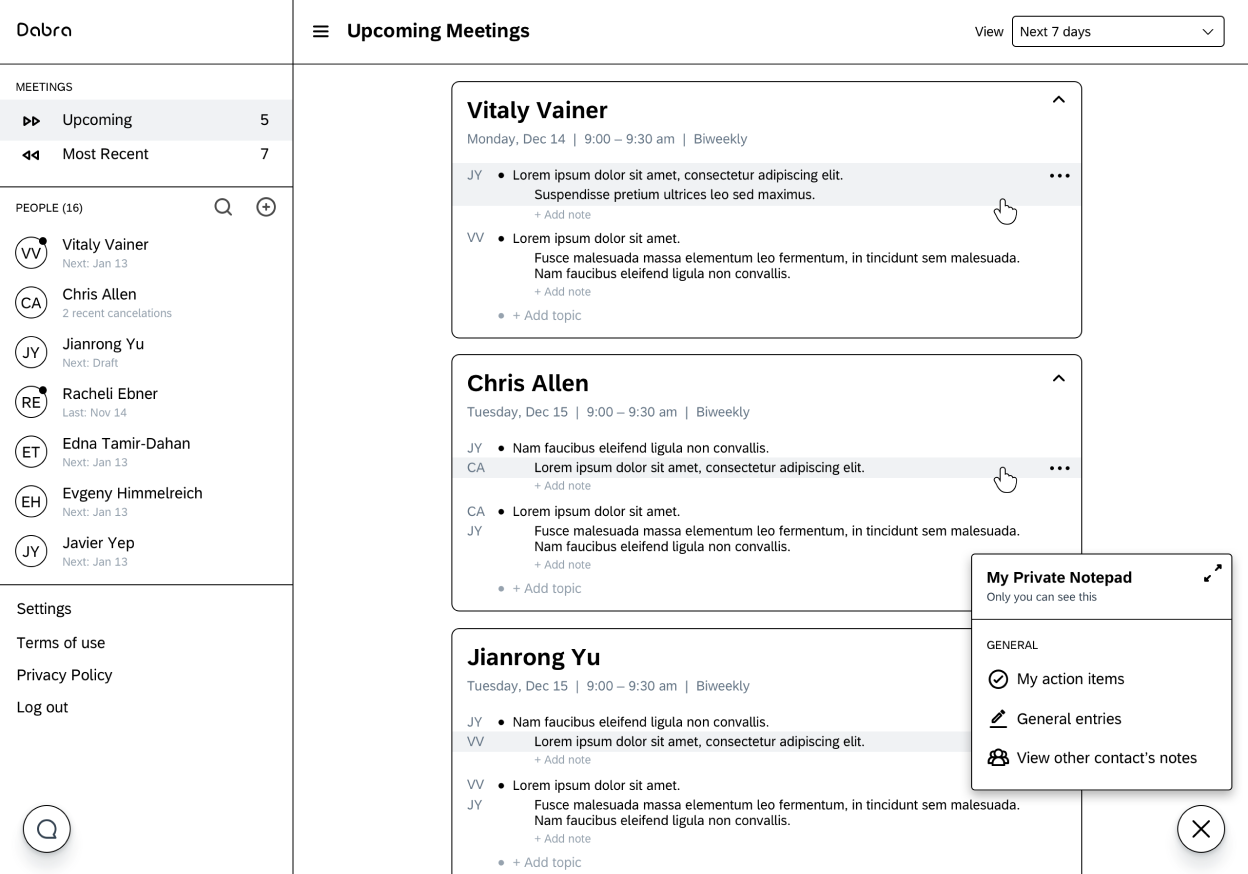 Dabra
Upcoming Meetings
View
Next 7 days
MEETINGS
Upcoming 5
Most Recent 7
PEOPLE (16)
VV
Vitaly Vainer
Next: Jan 13
CA
Chris Allen
2 recent cancelations
JY
Jianrong Yu
Next: Draft
RE
Racheli Ebner
Last: Nov 14
ET
Edna Tamir-Dahan
Next: Jan 13
EH
Evgeny Himmelreich
Next: Jan 13
JY
Javier Yep
Next: Jan 13
Settings
Terms of use
Privacy Policy
Log out
Vitaly Vainer
Monday, Dec 14 | 9:00 – 9:30 am | Biweekly
JY • Lorem ipsum dolor sit amet, consectetur adipiscing elit.
Suspendisse pretium ultrices leo sed maximus.
+ Add note
VV • Lorem ipsum dolor sit amet.
Fusce malesuada massa elementum leo fermentum, in tincidunt sem malesuada.
Nam faucibus eleifend ligula non convallis.
+ Add note
• + Add topic
Chris Allen
Tuesday, Dec 15 | 9:00 – 9:30 am | Biweekly
JY • Nam faucibus eleifend ligula non convallis.
CA Lorem ipsum dolor sit amet, consectetur adipiscing elit.
+ Add note
CA • Lorem ipsum dolor sit amet.
JY Fusce malesuada massa elementum leo fermentum, in tincidunt sem malesuada.
Nam faucibus eleifend ligula non convallis.
+ Add note
• + Add topic
Jianrong Yu
Tuesday, Dec 15 | 9:00 – 9:30 am | Biweekly
JY • Nam faucibus eleifend ligula non convallis.
VV Lorem ipsum dolor sit amet, consectetur adipiscing elit.
+ Add note
VV • Lorem ipsum dolor sit amet.
JY Fusce malesuada massa elementum leo fermentum, in tincidunt sem malesuada.
Nam faucibus eleifend ligula non convallis.
+ Add note
• + Add topic
My Private Notepad
Only you can see this
GENERAL
My action items
General entries
View other contact’s notes